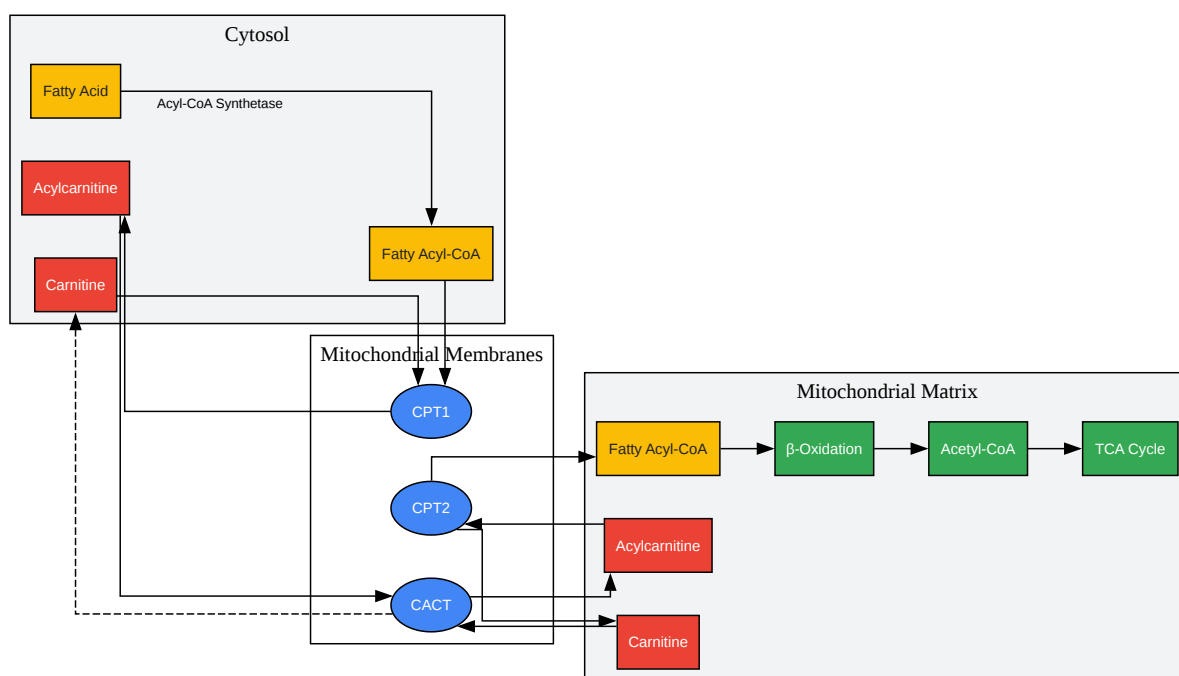 Cytosol
Fatty Acid
Acyl-CoA Synthetase
Acylcarnitine
Fatty Acyl-CoA
Carnitine
Mitochondrial Membranes
CPT1
CPT2
CACT
Mitochondrial Matrix
Fatty Acyl-CoA
β-Oxidation
Acetyl-CoA
TCA Cycle
Acylcarnitine
Carnitine